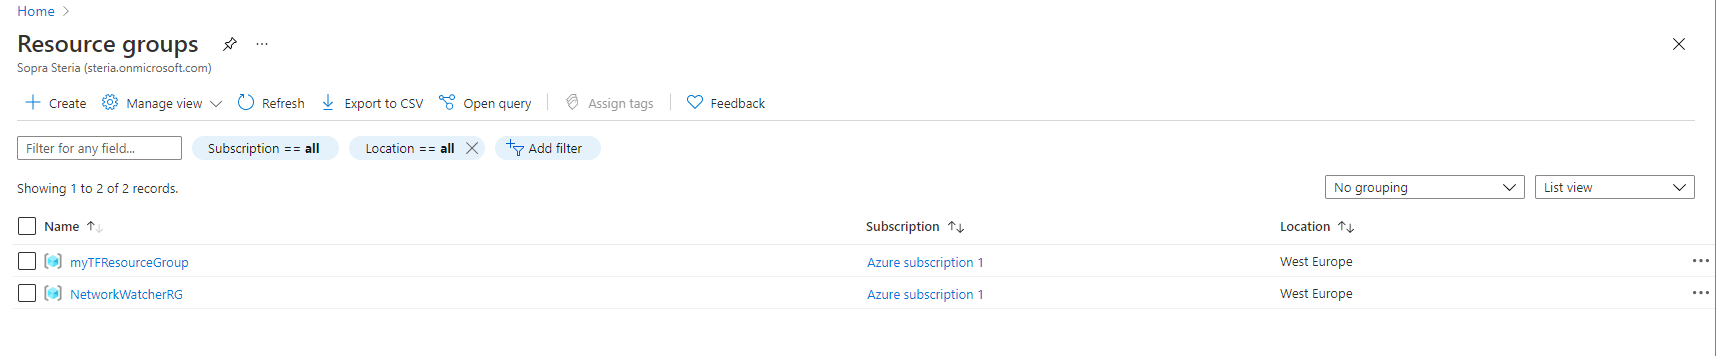 Home >
Resource groups ...
Sopra Steria (steria.onmicrosoft.com)
Create Manage view Refresh Export to CSV Open query Assign tags Feedback
Filter for any field... Subscription == all Location == all Add filter
Showing 1 to 2 of 2 records. No grouping List view
Name ↑↓ Subscription ↑↓ Location ↑↓
myTFResourceGroup Azure subscription 1 West Europe ...
NetworkWatcherRG Azure subscription 1 West Europe ...